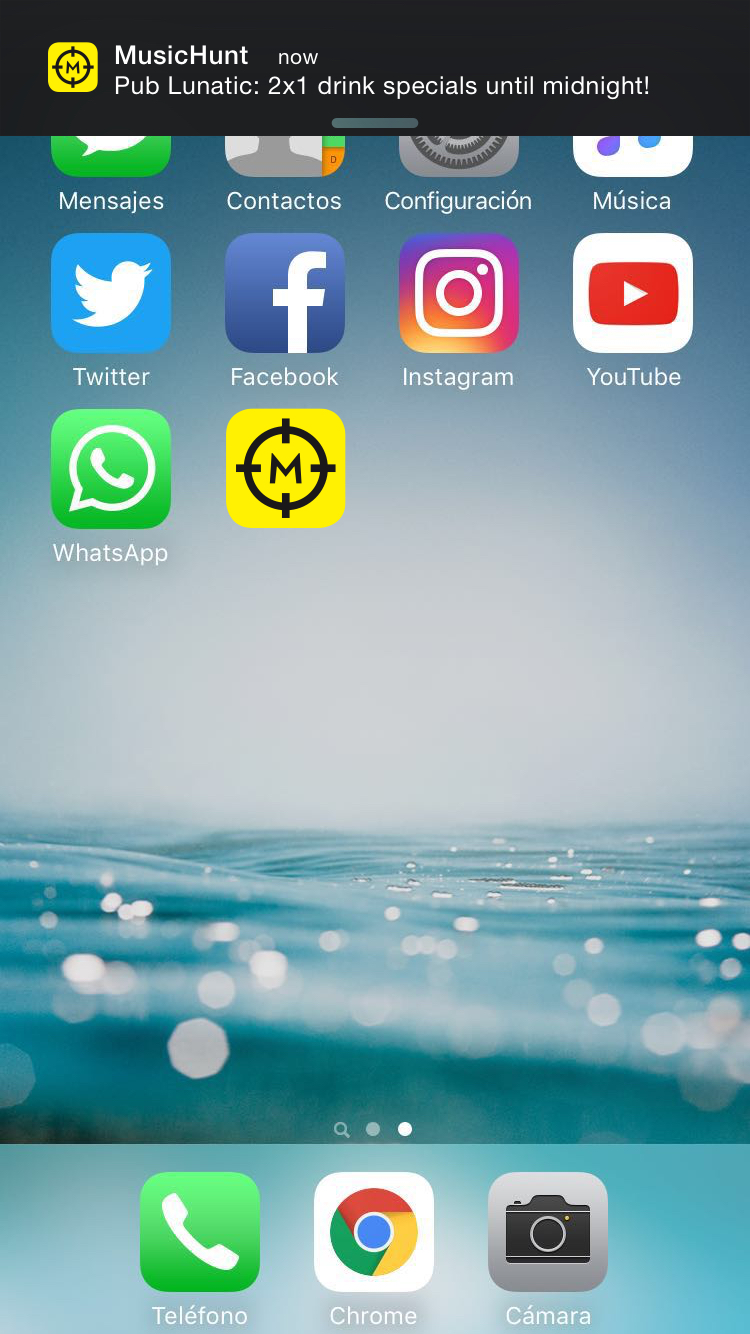 MusicHunt now
Pub Lunatic: 2x1 drink specials until midnight!
D
Mensajes Contactos Configuración Música
Twitter Facebook Instagram YouTube
M
WhatsApp
Teléfono Chrome Cámara